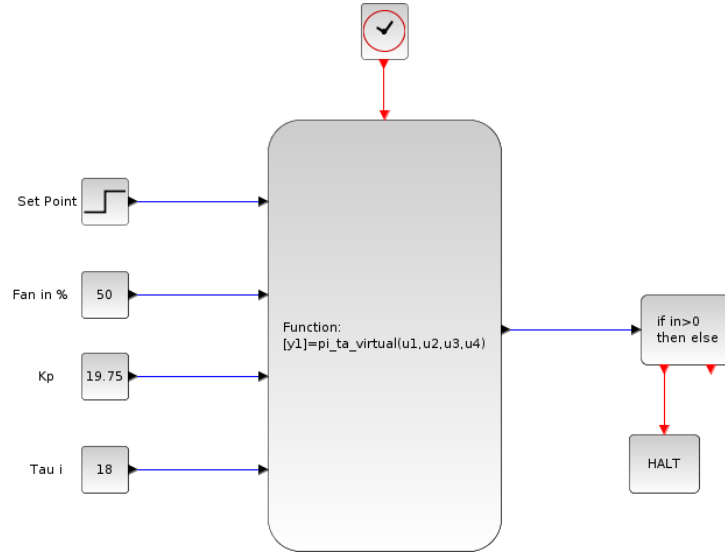 Set Point
Fan in %
50
Function:
[y1]=pi_ta_virtual(u1,u2,u3,u4)
if in>0
then else
Kp
19.75
Tau i
18
HALT